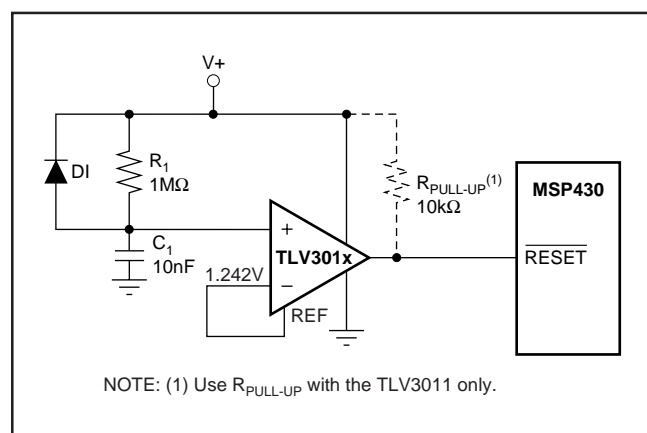 V+
DI
R1
1MΩ
RPULL-UP(1)
10kΩ
MSP430
C1
10nF
1.242V
+
TLV301x
−
REF
RESET
NOTE: (1) Use RPULL-UP with the TLV3011 only.